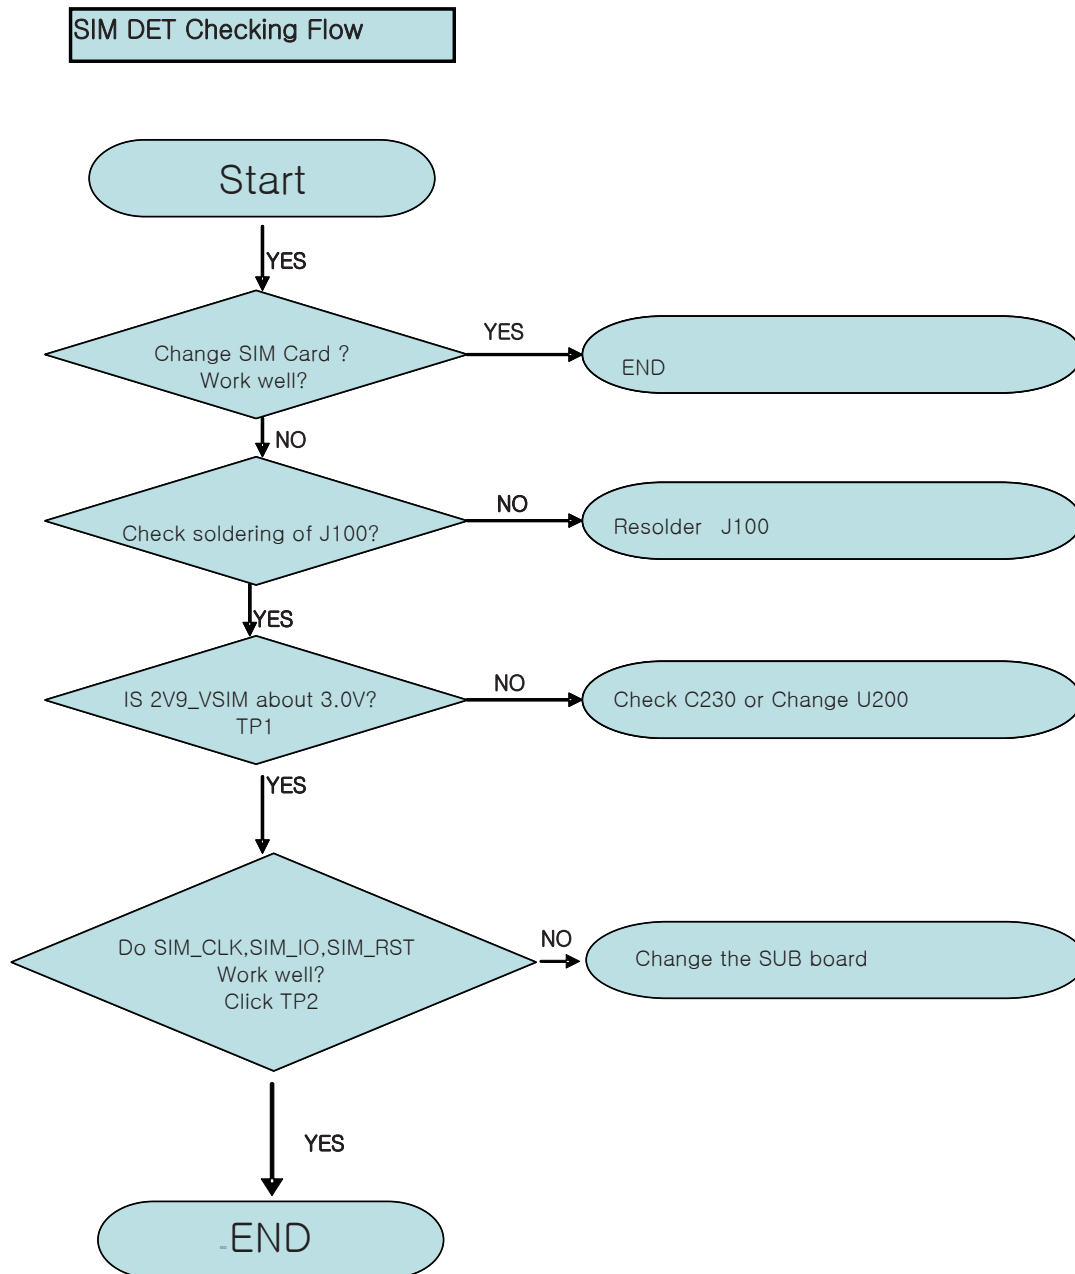 SIM DET Checking Flow
Start
YES
Change SIM Card ?
Work well?
YES
END
NO
Check soldering of J100?
NO
Resolder J100
YES
IS 2V9_VSIM about 3.0V?
TP1
NO
Check C230 or Change U200
YES
Do SIM_CLK,SIM_IO,SIM_RST
Work well?
Click TP2
NO
Change the SUB board
YES
END